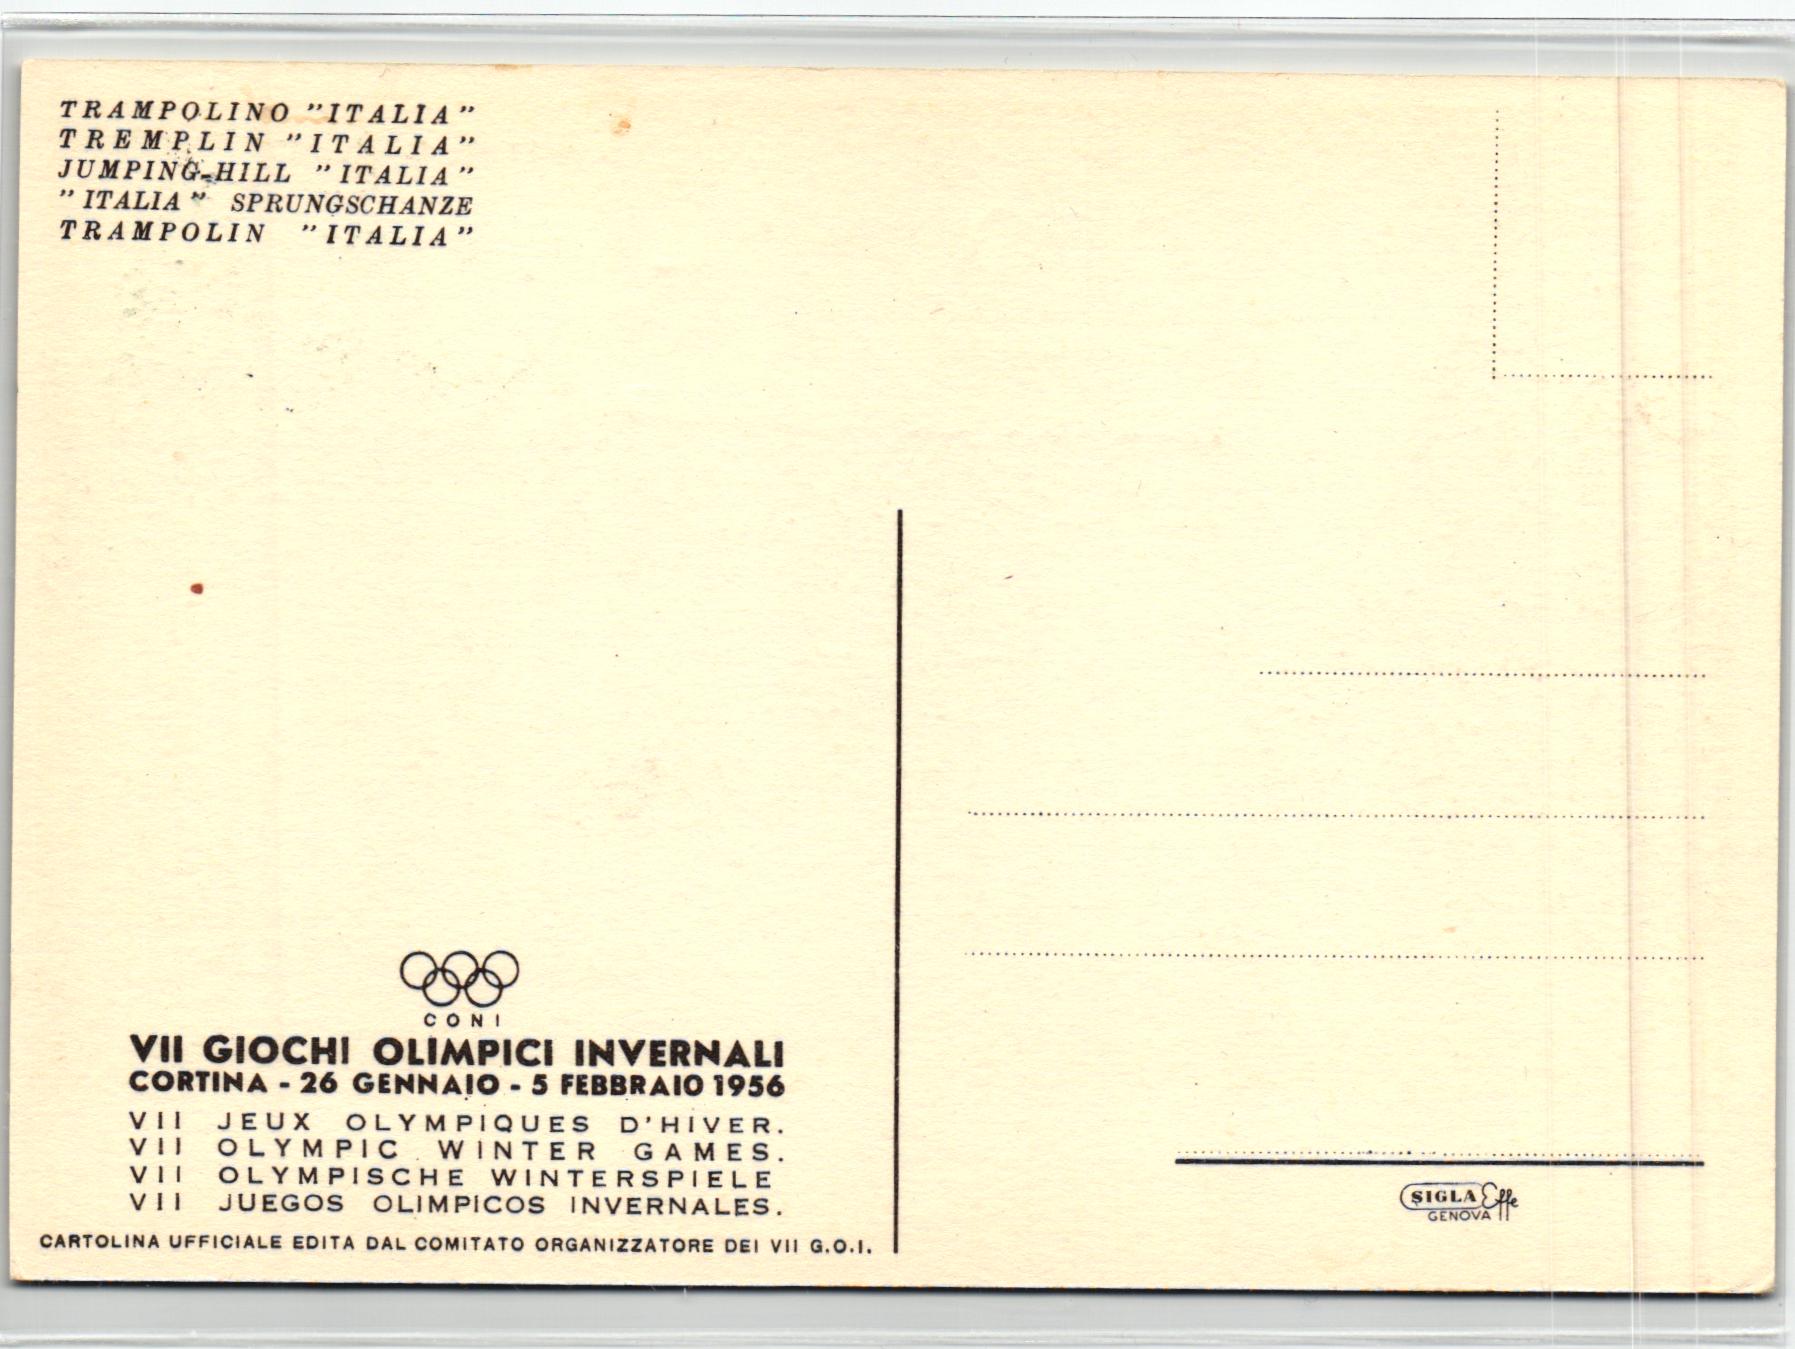 TRAMPOLINO "ITALIA"
TREMPLIN "ITALIA"
JUMPING-HILL "ITALIA"
"ITALIA" SPRUNGSCHANZE
TRAMPOLIN "ITALIA"
CONI
VII GIOCHI OLIMPICI INVERNALI
CORTINA - 26 GENNAIO - 5 FEBBRAIO 1956
VII JEUX OLYMPIQUES D'HIVER.
VII OLYMPIC WINTER GAMES.
VII OLYMPISCHE WINTERSPIELE
VII JUEGOS OLIMPICOS INVERNALES.
CARTOLINA UFFICIALE EDITA DAL COMITATO ORGANIZZATORE DEI VII G.O.I.
SIGLA Effe
GENOVA